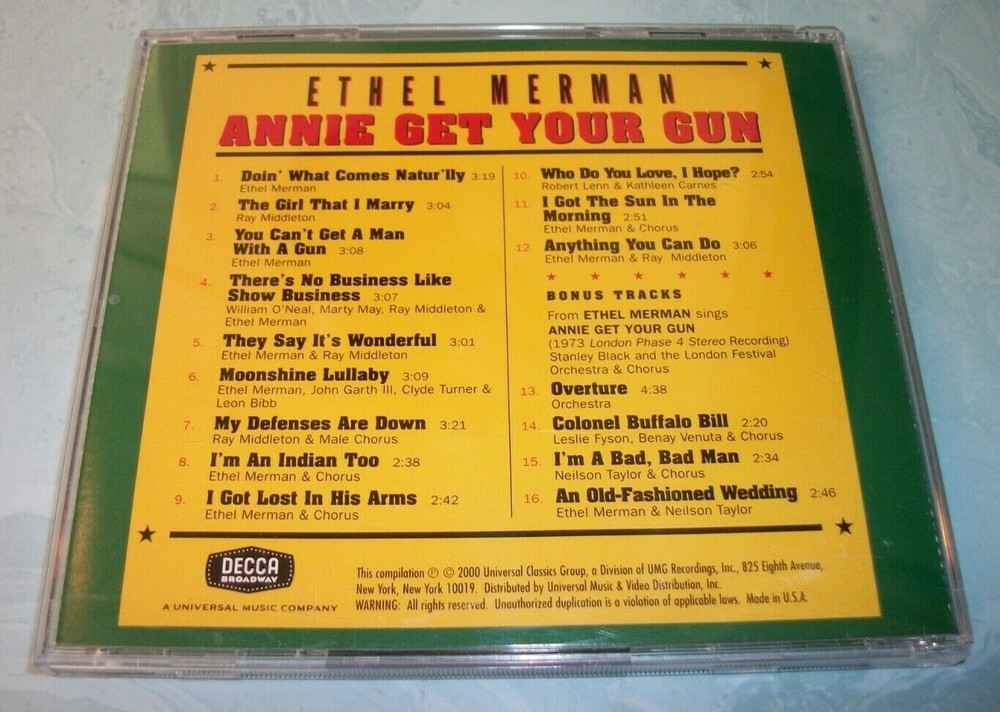 ETHEL MERMAN
ANNIE GET YOUR GUN
1. Doin' What Comes Natur'lly 3:19
Ethel Merman
2. The Girl That I Marry 3:04
Ray Middleton
3. You Can't Get A Man
With A Gun 3:08
Ethel Merman
4. There's No Business Like
Show Business 3:07
William O'Neal, Marty May, Ray Middleton &
Ethel Merman
5. They Say It's Wonderful 3:01
Ethel Merman & Ray Middleton
6. Moonshine Lullaby 3:09
Ethel Merman, John Garth III, Clyde Turner &
Leon Bibb
7. My Defenses Are Down 3:21
Ray Middleton & Male Chorus
8. I'm An Indian Too 2:38
Ethel Merman & Chorus
9. I Got Lost In His Arms 2:42
Ethel Merman & Chorus
10. Who Do You Love, I Hope? 2:54
Robert Lenn & Kathleen Carnes
11. I Got The Sun In The
Morning 2:51
Ethel Merman & Chorus
12. Anything You Can Do 3:06
Ethel Merman & Ray Middleton
BONUS TRACKS
From ETHEL MERMAN sings
ANNIE GET YOUR GUN
(1973 London Phase 4 Stereo Recording)
Stanley Black and the London Festival
Orchestra & Chorus
13. Overture 4:38
Orchestra
14. Colonel Buffalo Bill 2:20
Leslie Fyson, Benay Venuta & Chorus
15. I'm A Bad, Bad Man 2:34
Neilson Taylor & Chorus
16. An Old-Fashioned Wedding 2:46
Ethel Merman & Neilson Taylor
DECCA
BROADWAY
A UNIVERSAL MUSIC COMPANY
This compilation ℗ © 2000 Universal Classics Group, a Division of UMG Recordings, Inc., 825 Eighth Avenue,
New York, New York 10019. Distributed by Universal Music & Video Distribution, Inc.
WARNING: All rights reserved. Unauthorized duplication is a violation of applicable laws. Made in U.S.A.